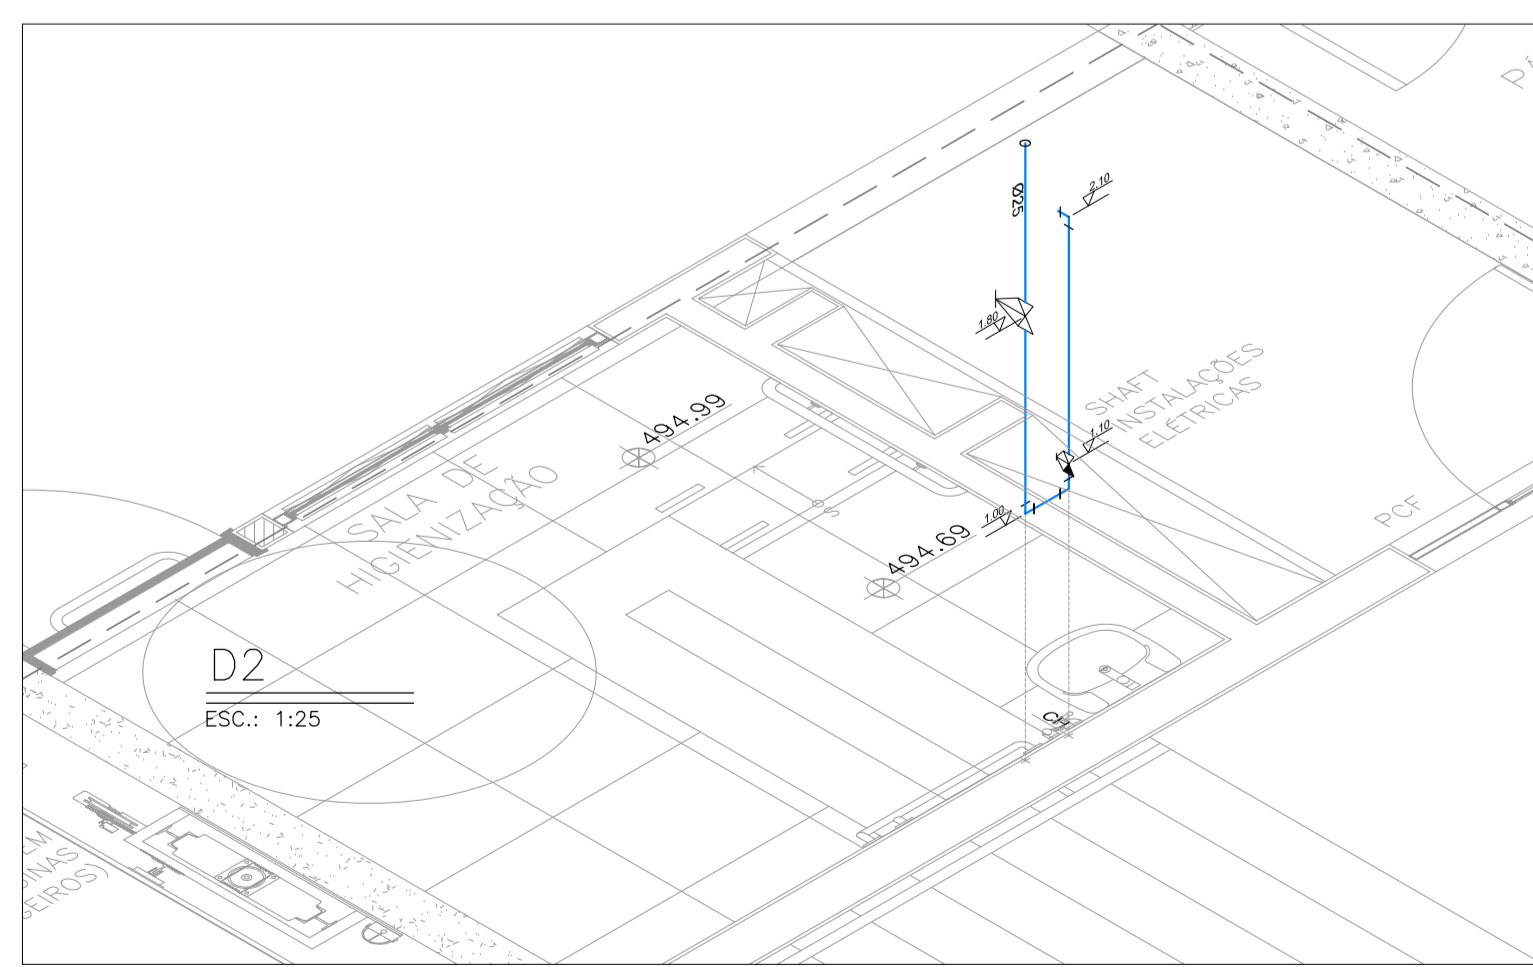 Ø25
2.10
1.80
494.99
SHAFT
INSTALAÇÕES
ELÉTRICAS
1.10
SALA DE
HIGIENIZAÇÃO
S
1.00
494.69
PCF
D2
ESC.: 1:25